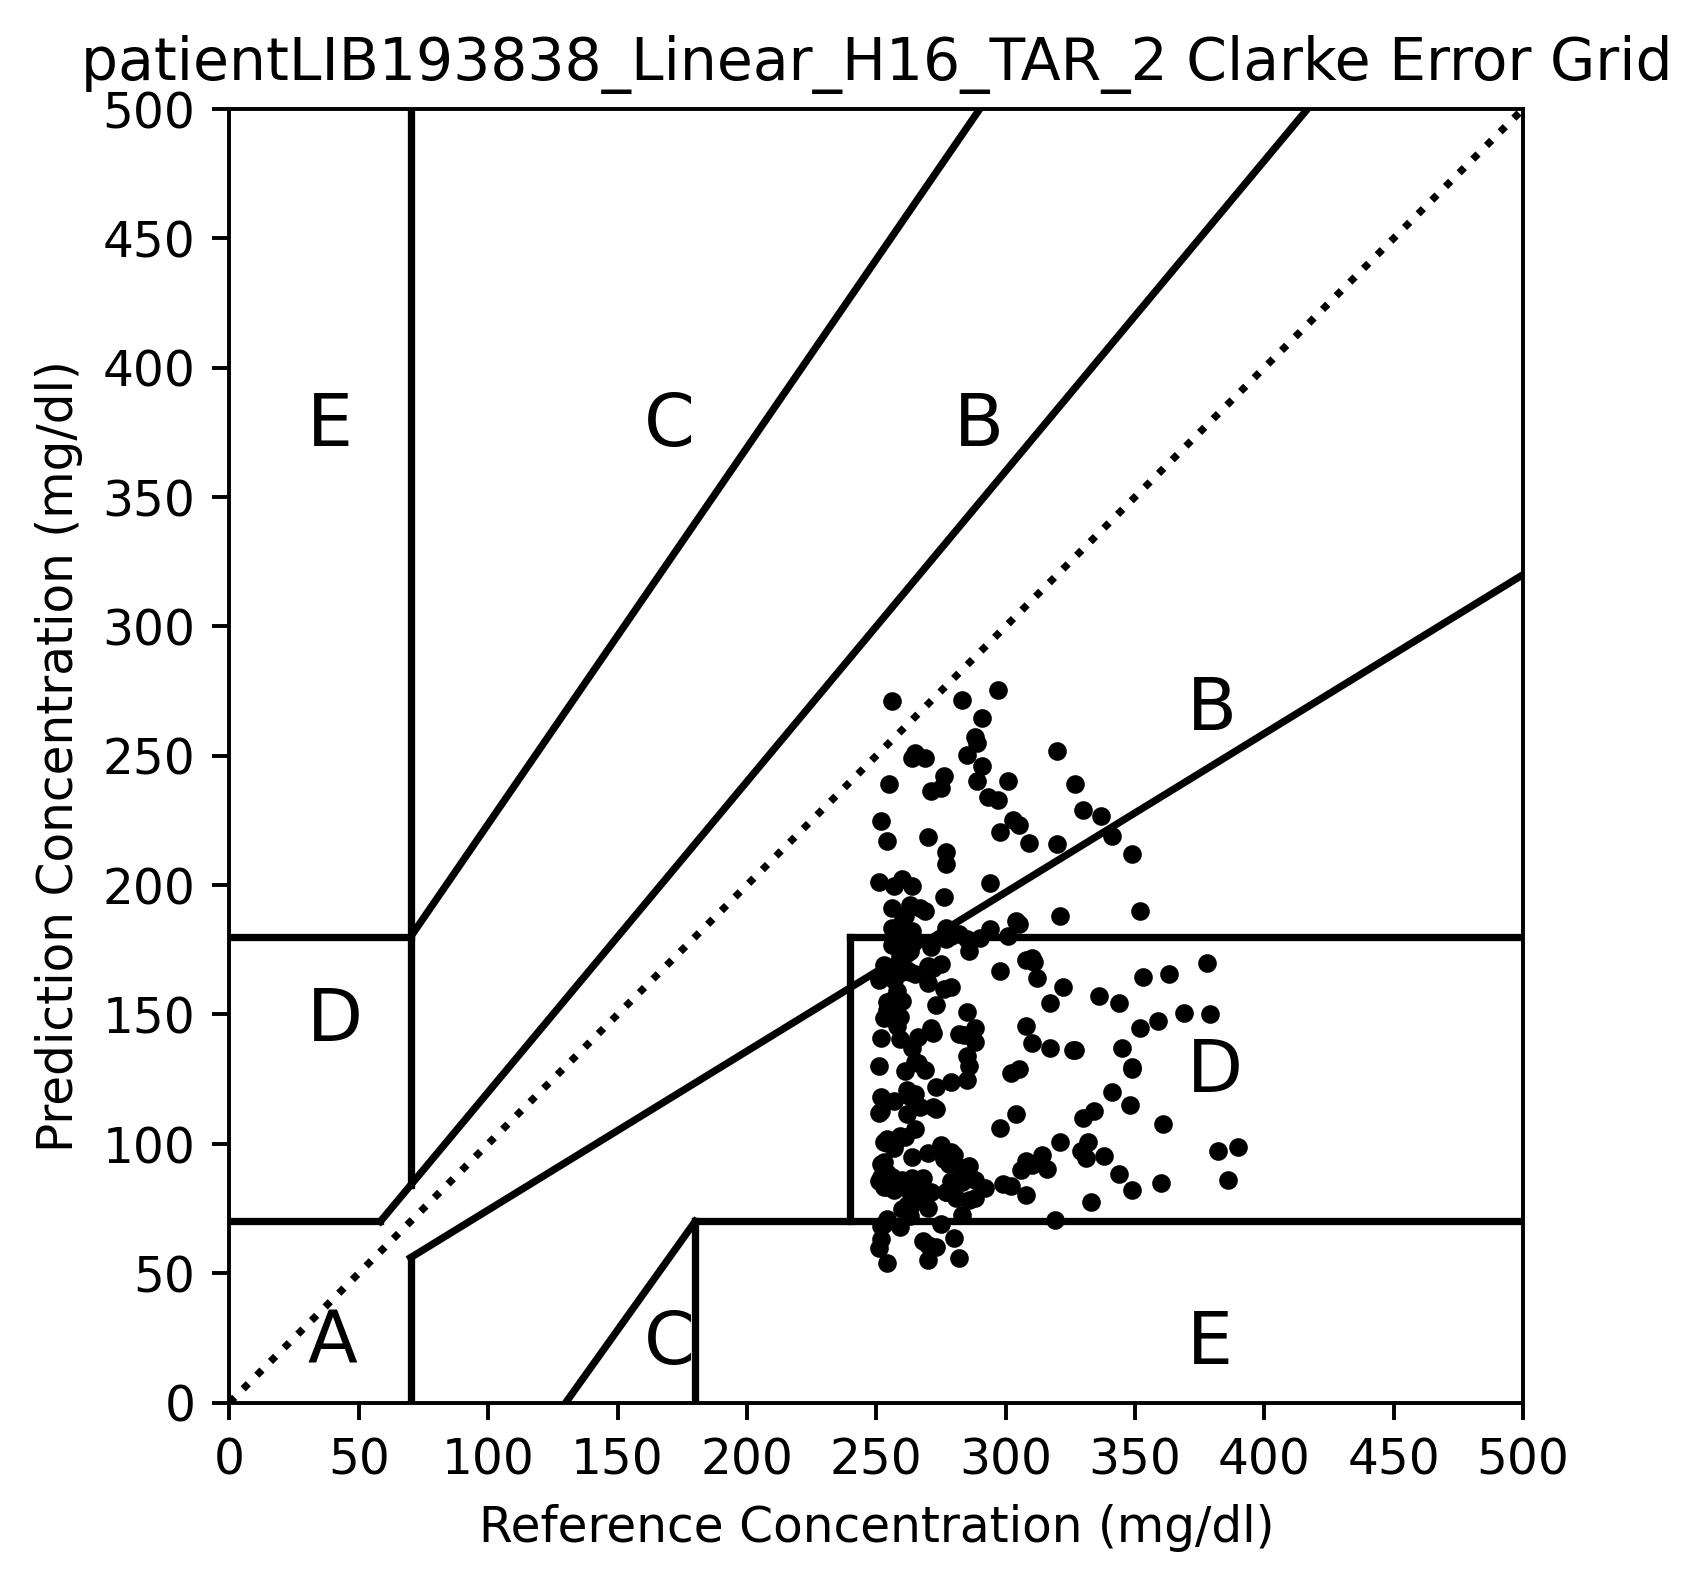 patientLIB193838_Linear_H16_TAR_2 Clarke Error Grid
500
450
400
350
300
250
200
150
100
50
0
Prediction Concentration (mg/dl)
E
C
B
B
D
D
A
C
E
0 50 100 150 200 250 300 350 400 450 500
Reference Concentration (mg/dl)